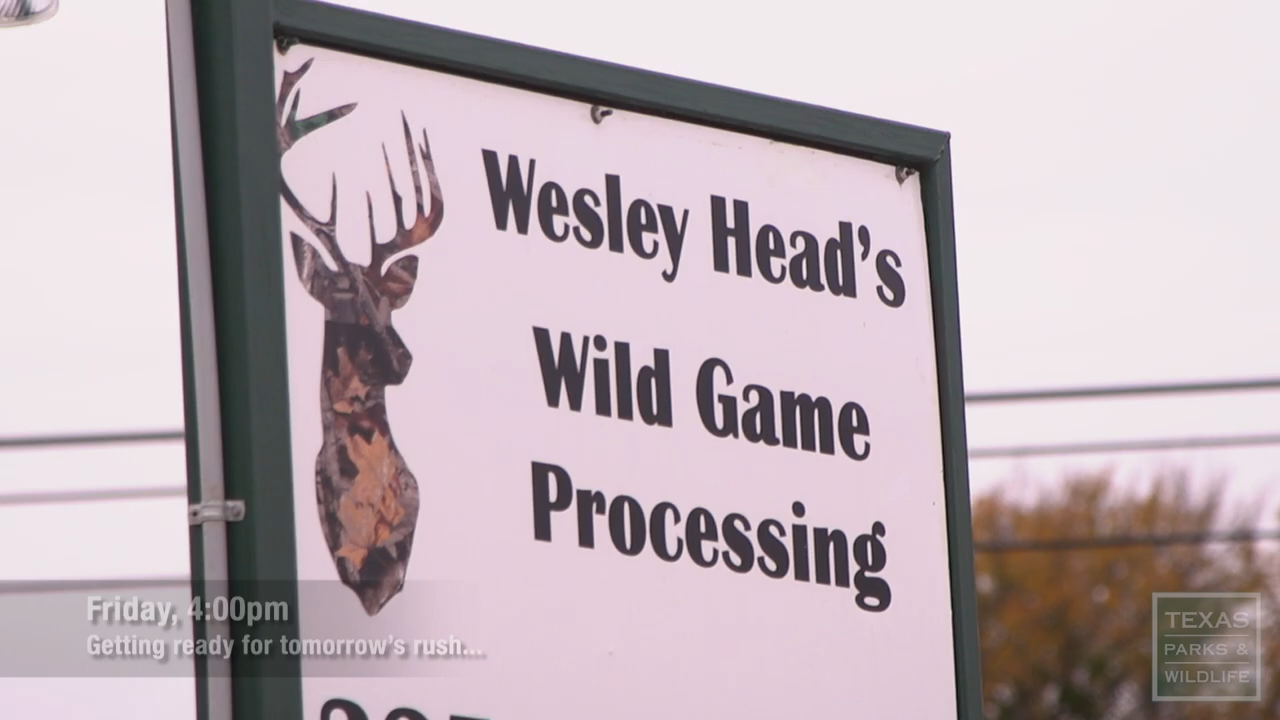 Wesley Head's
Wild Game
Processing
Friday, 4:00pm
Getting ready for tomorrow's rush...
TEXAS
PARKS &
WILDLIFE